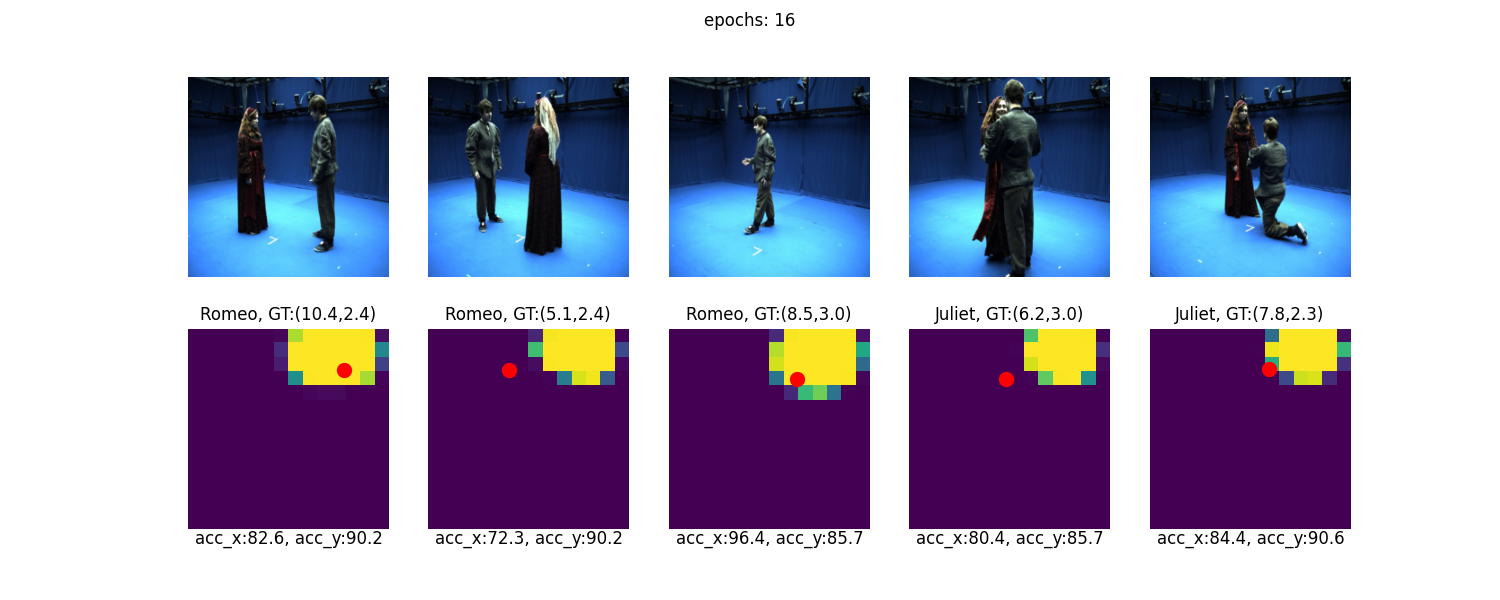 epochs: 16
Romeo, GT:(10.4,2.4)
Romeo, GT:(5.1,2.4)
Romeo, GT:(8.5,3.0)
Juliet, GT:(6.2,3.0)
Juliet, GT:(7.8,2.3)
acc_x:82.6, acc_y:90.2
acc_x:72.3, acc_y:90.2
acc_x:96.4, acc_y:85.7
acc_x:80.4, acc_y:85.7
acc_x:84.4, acc_y:90.6